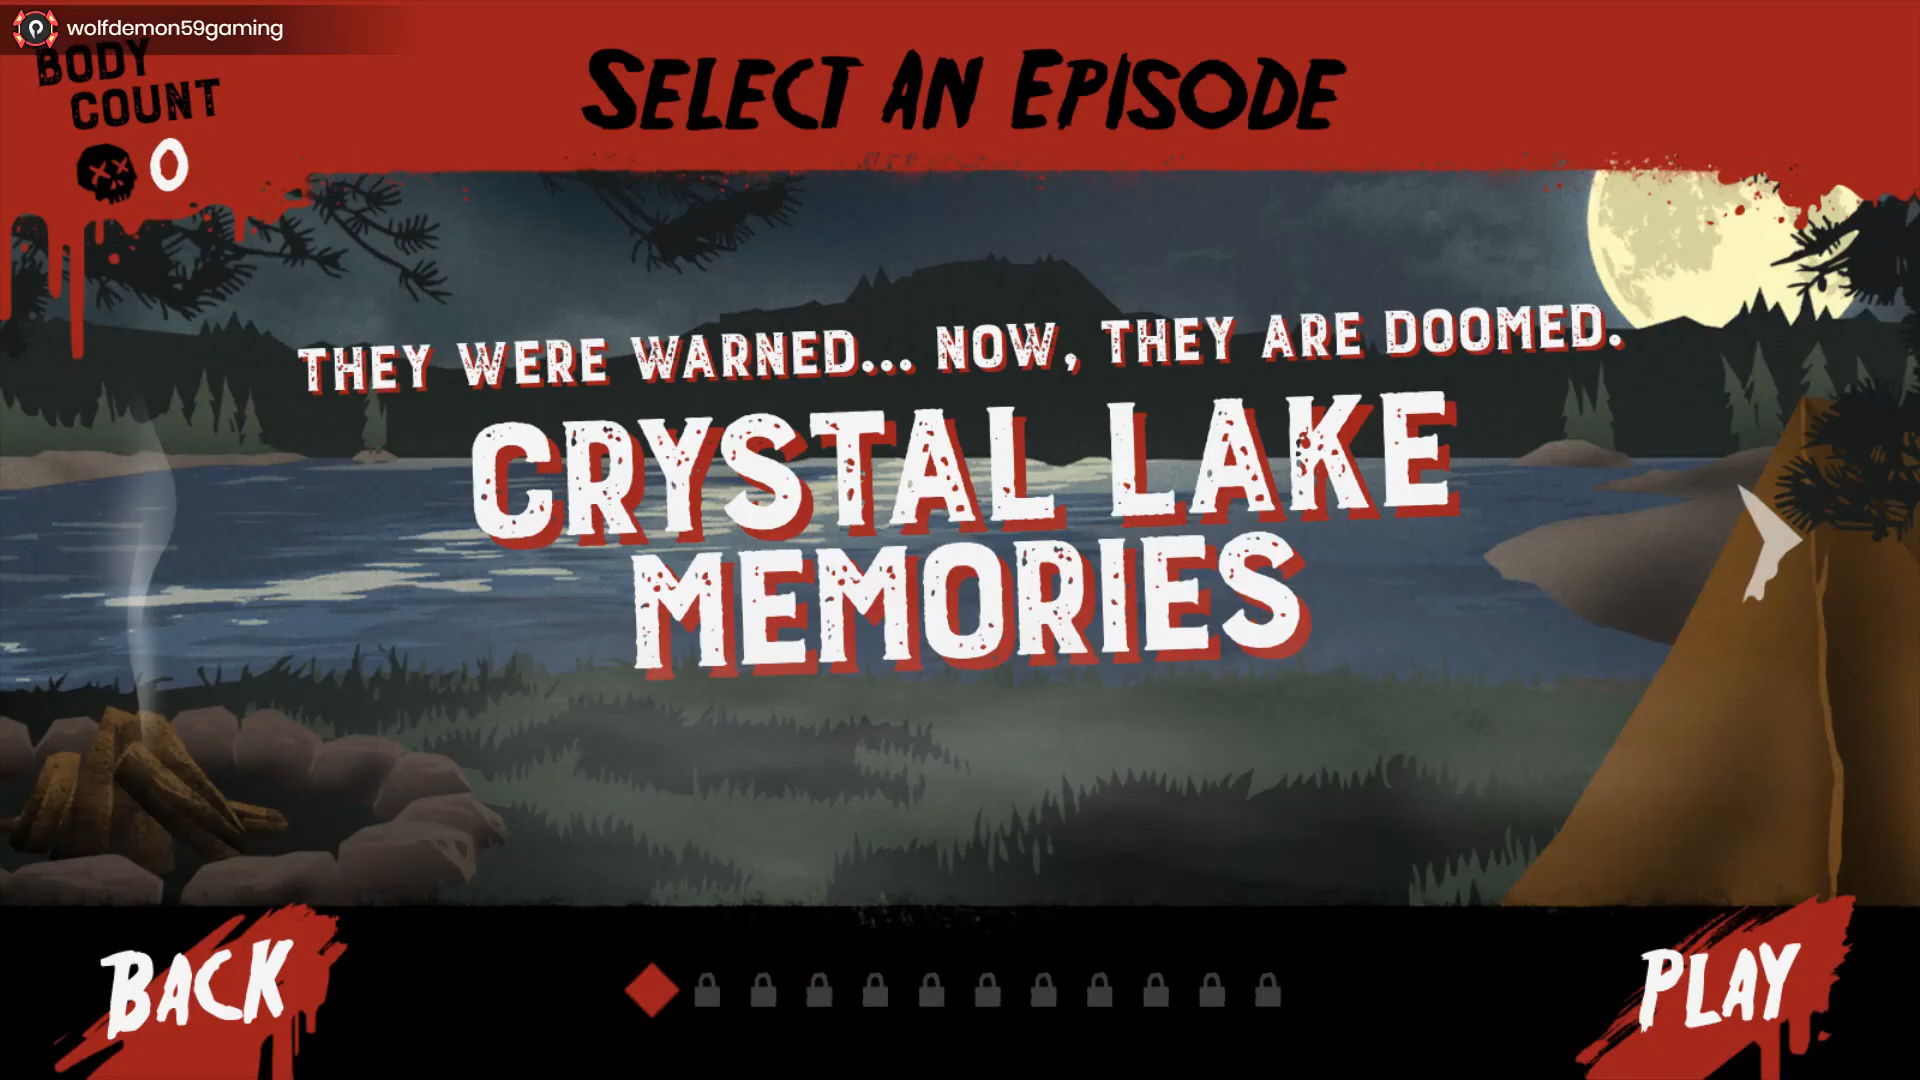 wolfdemon59gaming
BODY
COUNT
0
SELECT AN EPISODE
THEY WERE WARNED... NOW, THEY ARE DOOMED.
CRYSTAL LAKE
MEMORIES
BACK
PLAY